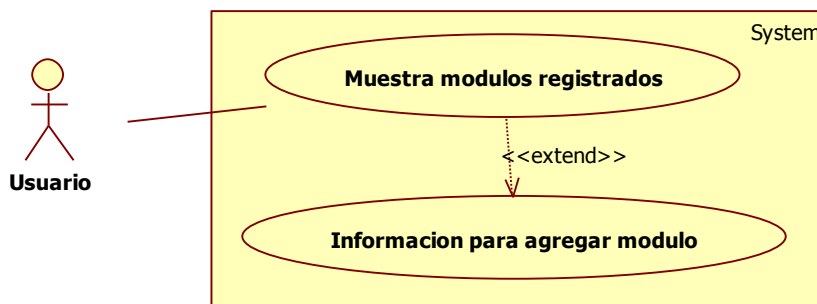 System
Muestra modulos registrados
<<extend>>
Usuario
Informacion para agregar modulo